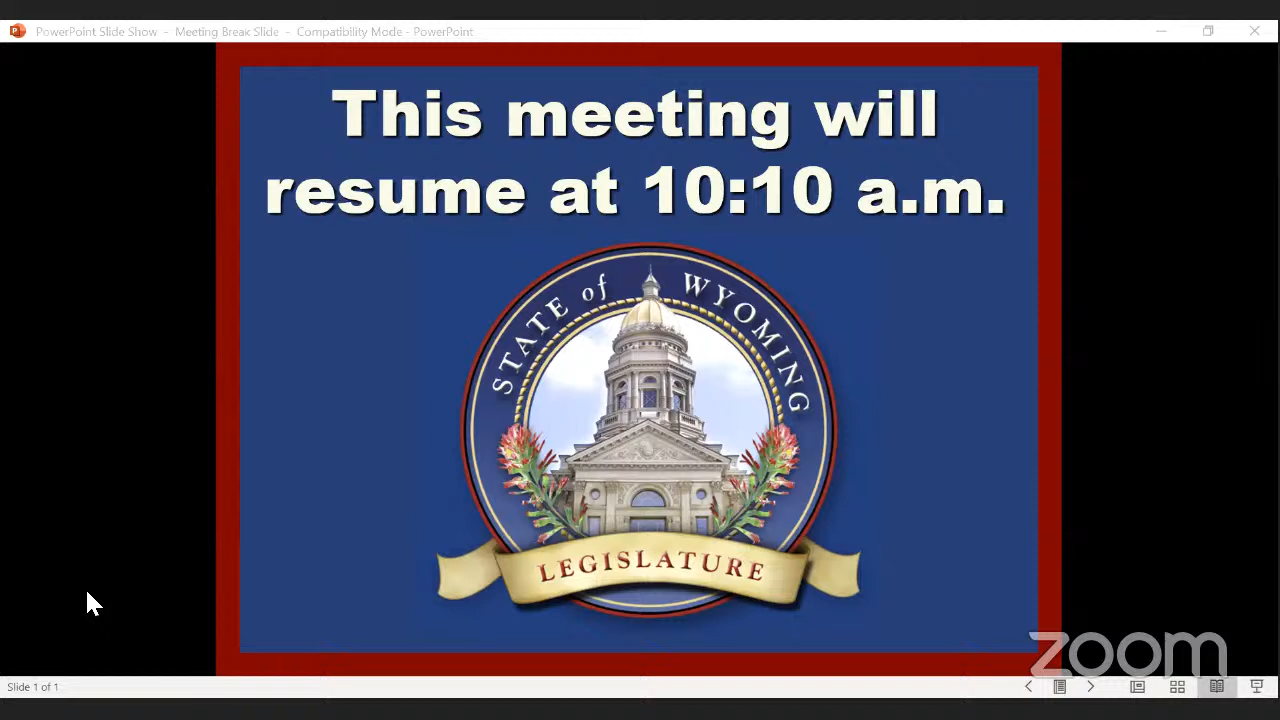 PowerPoint Slide Show - Meeting Break Slide - Compatibility Mode - PowerPoint
This meeting will
resume at 10:10 a.m.
STATE of WYOMING
LEGISLATURE
zoom
Slide 1 of 1